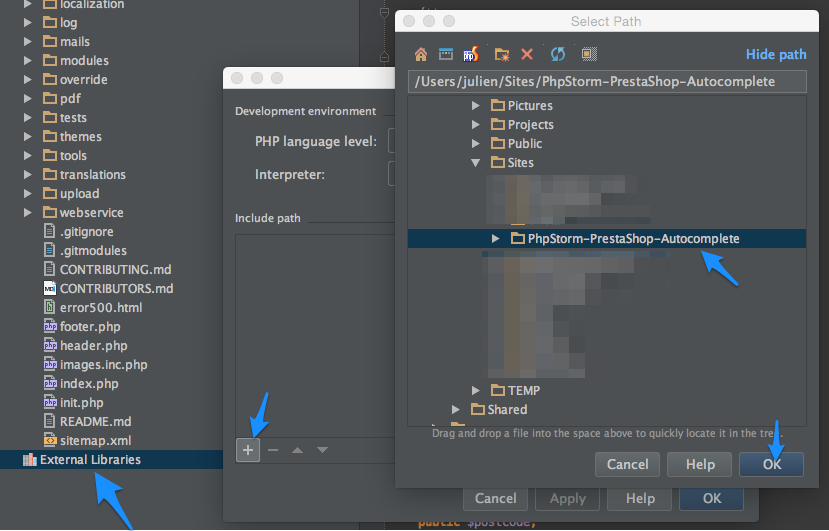 localization
log
mails
modules
override
pdf
tests
themes
tools
translations
upload
webservice
.gitignore
.gitmodules
CONTRIBUTING.md
CONTRIBUTORS.md
error500.html
footer.php
header.php
images.inc.php
index.php
init.php
README.md
sitemap.xml
External Libraries
Development environment
PHP language level:
Interpreter:
Include path
Cancel
Apply
Help
OK
Select Path
Hide path
/Users/julien/Sites/PhpStorm-PrestaShop-Autocomplete
Pictures
Projects
Public
Sites
PhpStorm-PrestaShop-Autocomplete
TEMP
Shared
Drag and drop a file into the space above to quickly locate it in the tree.
Cancel
Help
OK
public $postcode;